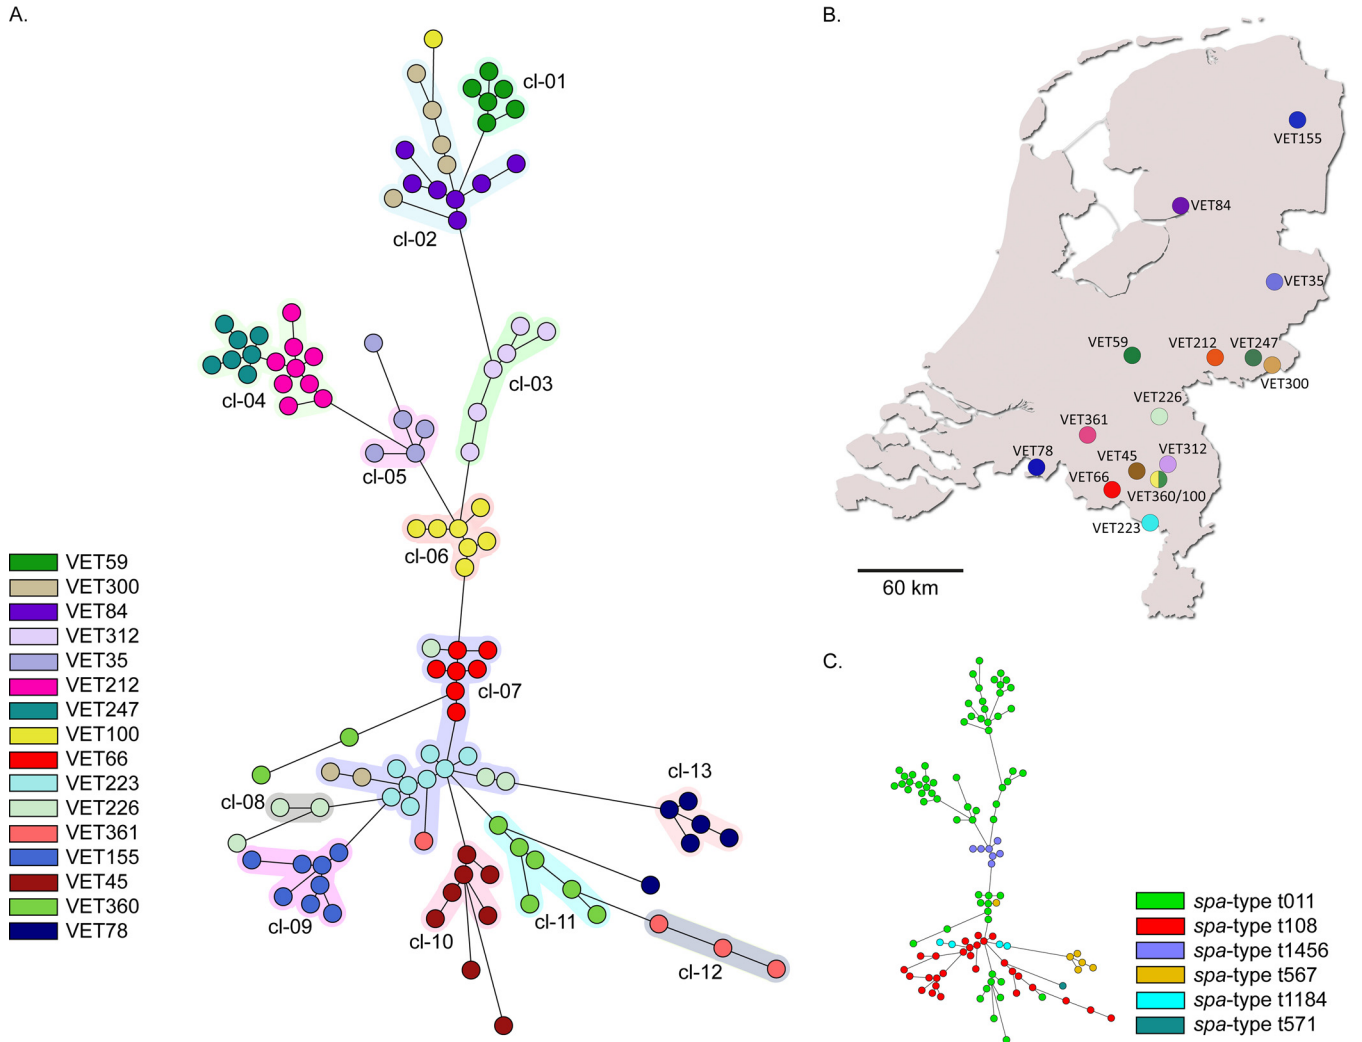 A.
cl-01
cl-02
cl-03
cl-04
cl-05
cl-06
cl-07
cl-08
cl-09
cl-10
cl-11
cl-12
cl-13
VET59
VET300
VET84
VET312
VET35
VET212
VET247
VET100
VET66
VET223
VET226
VET361
VET155
VET45
VET360
VET78
B.
VET155
VET84
VET35
VET59
VET212
VET247
VET300
VET226
VET361
VET312
VET78
VET45
VET66
VET360/100
VET223
60 km
C.
spa-type t011
spa-type t108
spa-type t1456
spa-type t567
spa-type t1184
spa-type t571